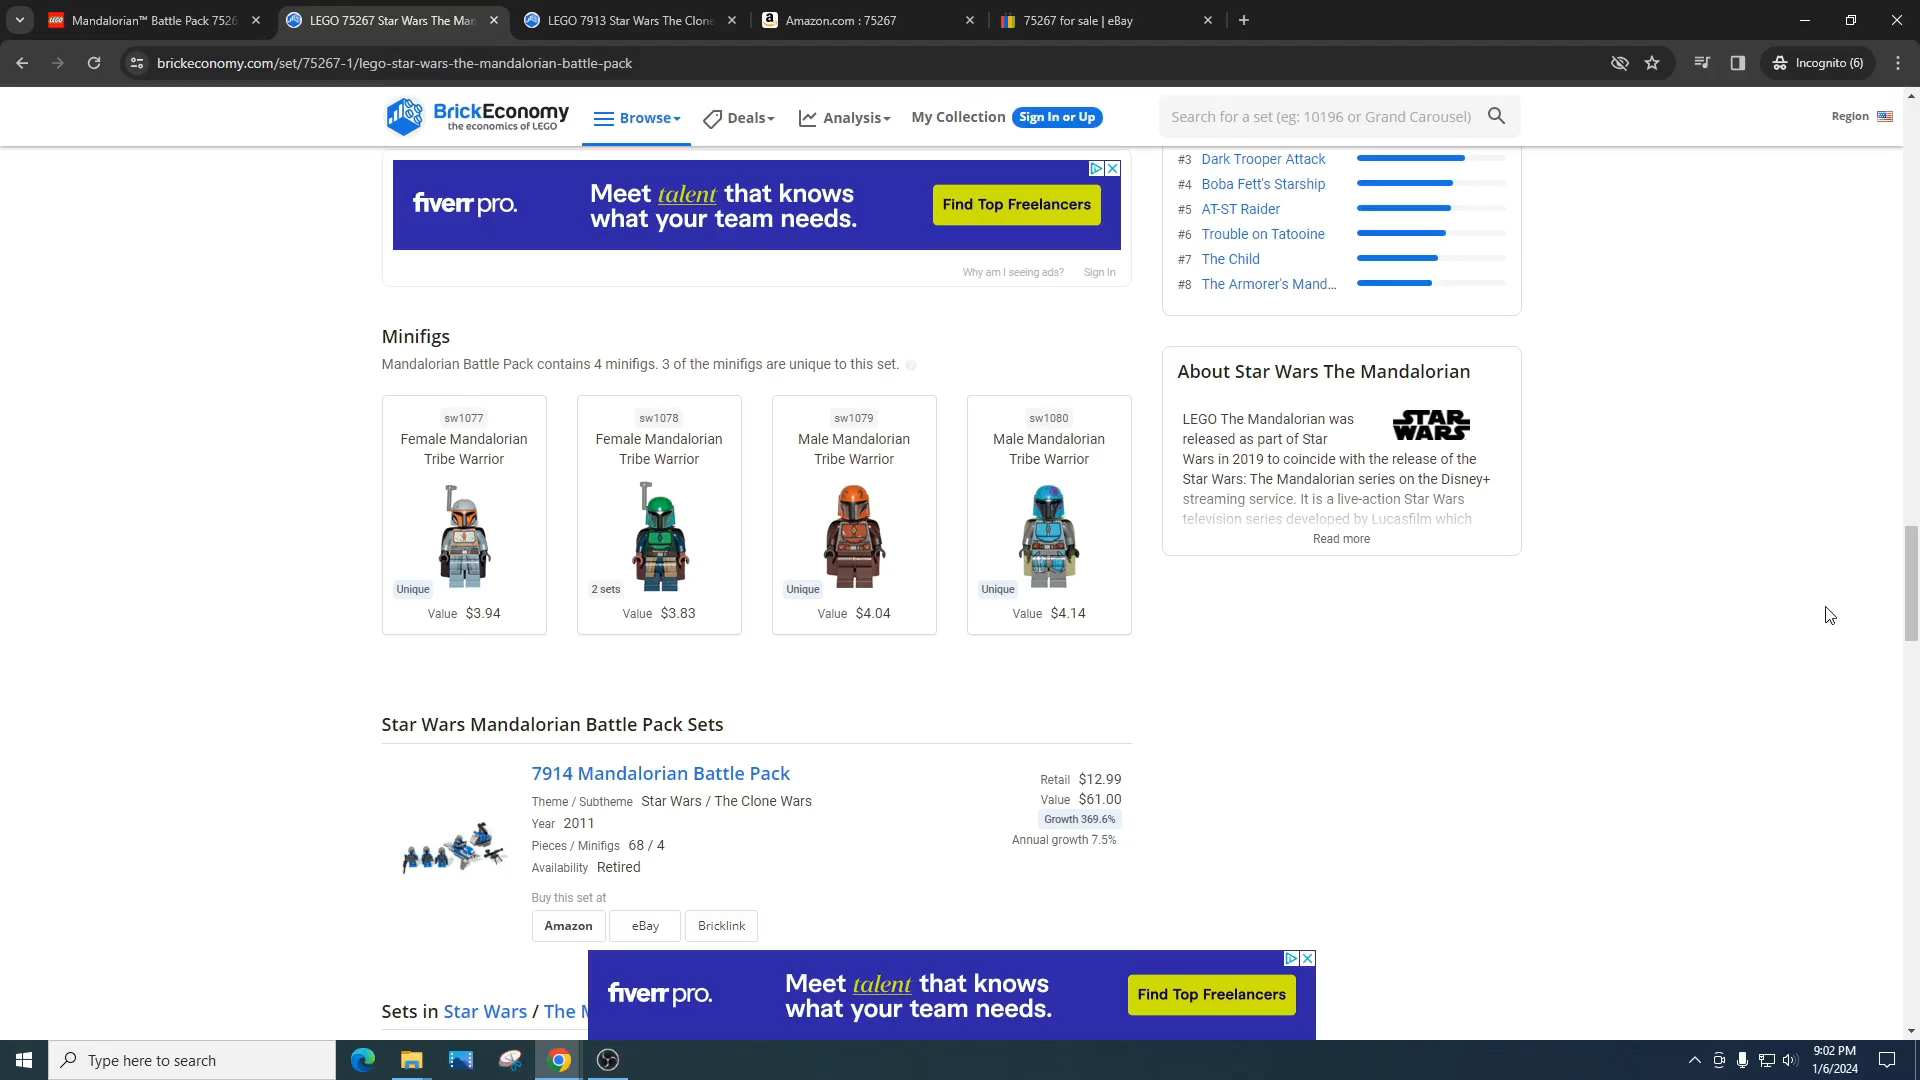 Mandalorian™ Battle Pack 7526
LEGO 75267 Star Wars The Man
LEGO 7913 Star Wars The Clone
Amazon.com : 75267
75267 for sale | eBay
brickeconomy.com/set/75267-1/lego-star-wars-the-mandalorian-battle-pack
Incognito (6)
BrickEconomy
the economics of LEGO
Browse
Deals
Analysis
My Collection
Sign In or Up
Search for a set (eg: 10196 or Grand Carousel)
Region
fiverr pro.
Meet talent that knows
what your team needs.
Find Top Freelancers
Why am I seeing ads?
Sign In
#3 Dark Trooper Attack
#4 Boba Fett's Starship
#5 AT-ST Raider
#6 Trouble on Tatooine
#7 The Child
#8 The Armorer's Mand...
Minifigs
Mandalorian Battle Pack contains 4 minifigs. 3 of the minifigs are unique to this set.
sw1077
Female Mandalorian
Tribe Warrior
Unique
Value $3.94
sw1078
Female Mandalorian
Tribe Warrior
2 sets
Value $3.83
sw1079
Male Mandalorian
Tribe Warrior
Unique
Value $4.04
sw1080
Male Mandalorian
Tribe Warrior
Unique
Value $4.14
About Star Wars The Mandalorian
STAR
WARS
LEGO The Mandalorian was
released as part of Star
Wars in 2019 to coincide with the release of the
Star Wars: The Mandalorian series on the Disney+
streaming service. It is a live-action Star Wars
television series developed by Lucasfilm which
Read more
Star Wars Mandalorian Battle Pack Sets
7914 Mandalorian Battle Pack
Theme / Subtheme Star Wars / The Clone Wars
Year 2011
Pieces / Minifigs 68 / 4
Availability Retired
Retail $12.99
Value $61.00
Growth 369.6%
Annual growth 7.5%
Buy this set at
Amazon
eBay
Bricklink
Sets in Star Wars / The M
fiverr pro.
Meet talent that knows
what your team needs.
Find Top Freelancers
Type here to search
9:02 PM
1/6/2024